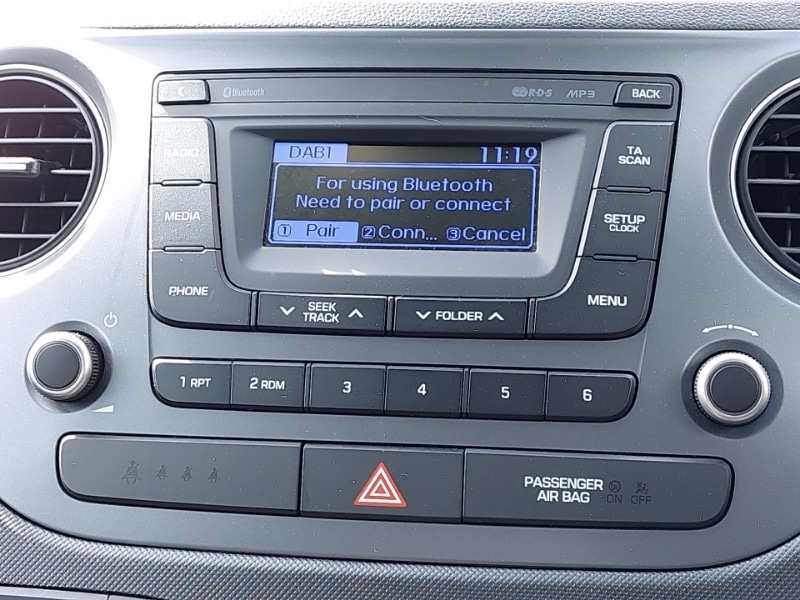 Bluetooth
R·D·S MP3
BACK
RADIO
DAB1 11:19
TA
SCAN
For using Bluetooth
Need to pair or connect
MEDIA
① Pair ② Conn... ③ Cancel
SETUP
CLOCK
PHONE
SEEK
TRACK
FOLDER
MENU
1 RPT
2 RDM
3
4
5
6
PASSENGER
AIR BAG
ON OFF